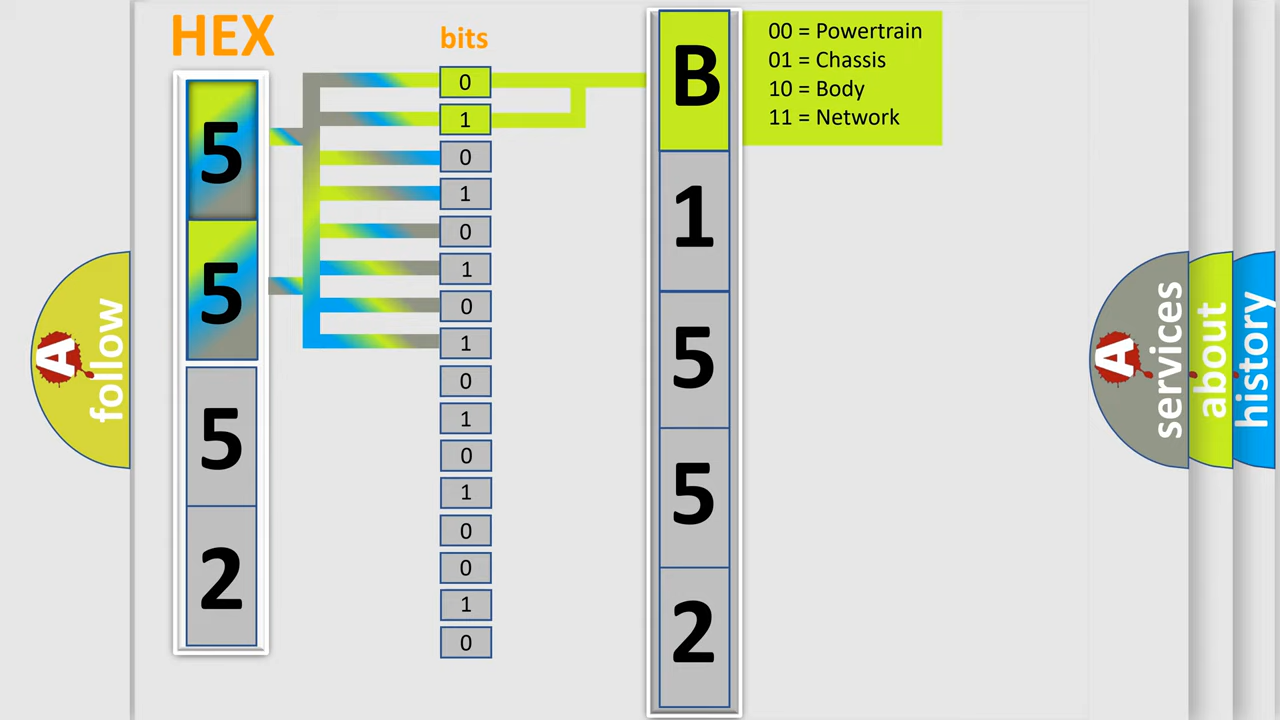 HEX
bits
5
5
5
2
0
1
0
1
0
1
0
1
0
1
0
1
0
0
1
0
B
1
5
5
2
00 = Powertrain
01 = Chassis
10 = Body
11 = Network
A
follow
A
services
about
history